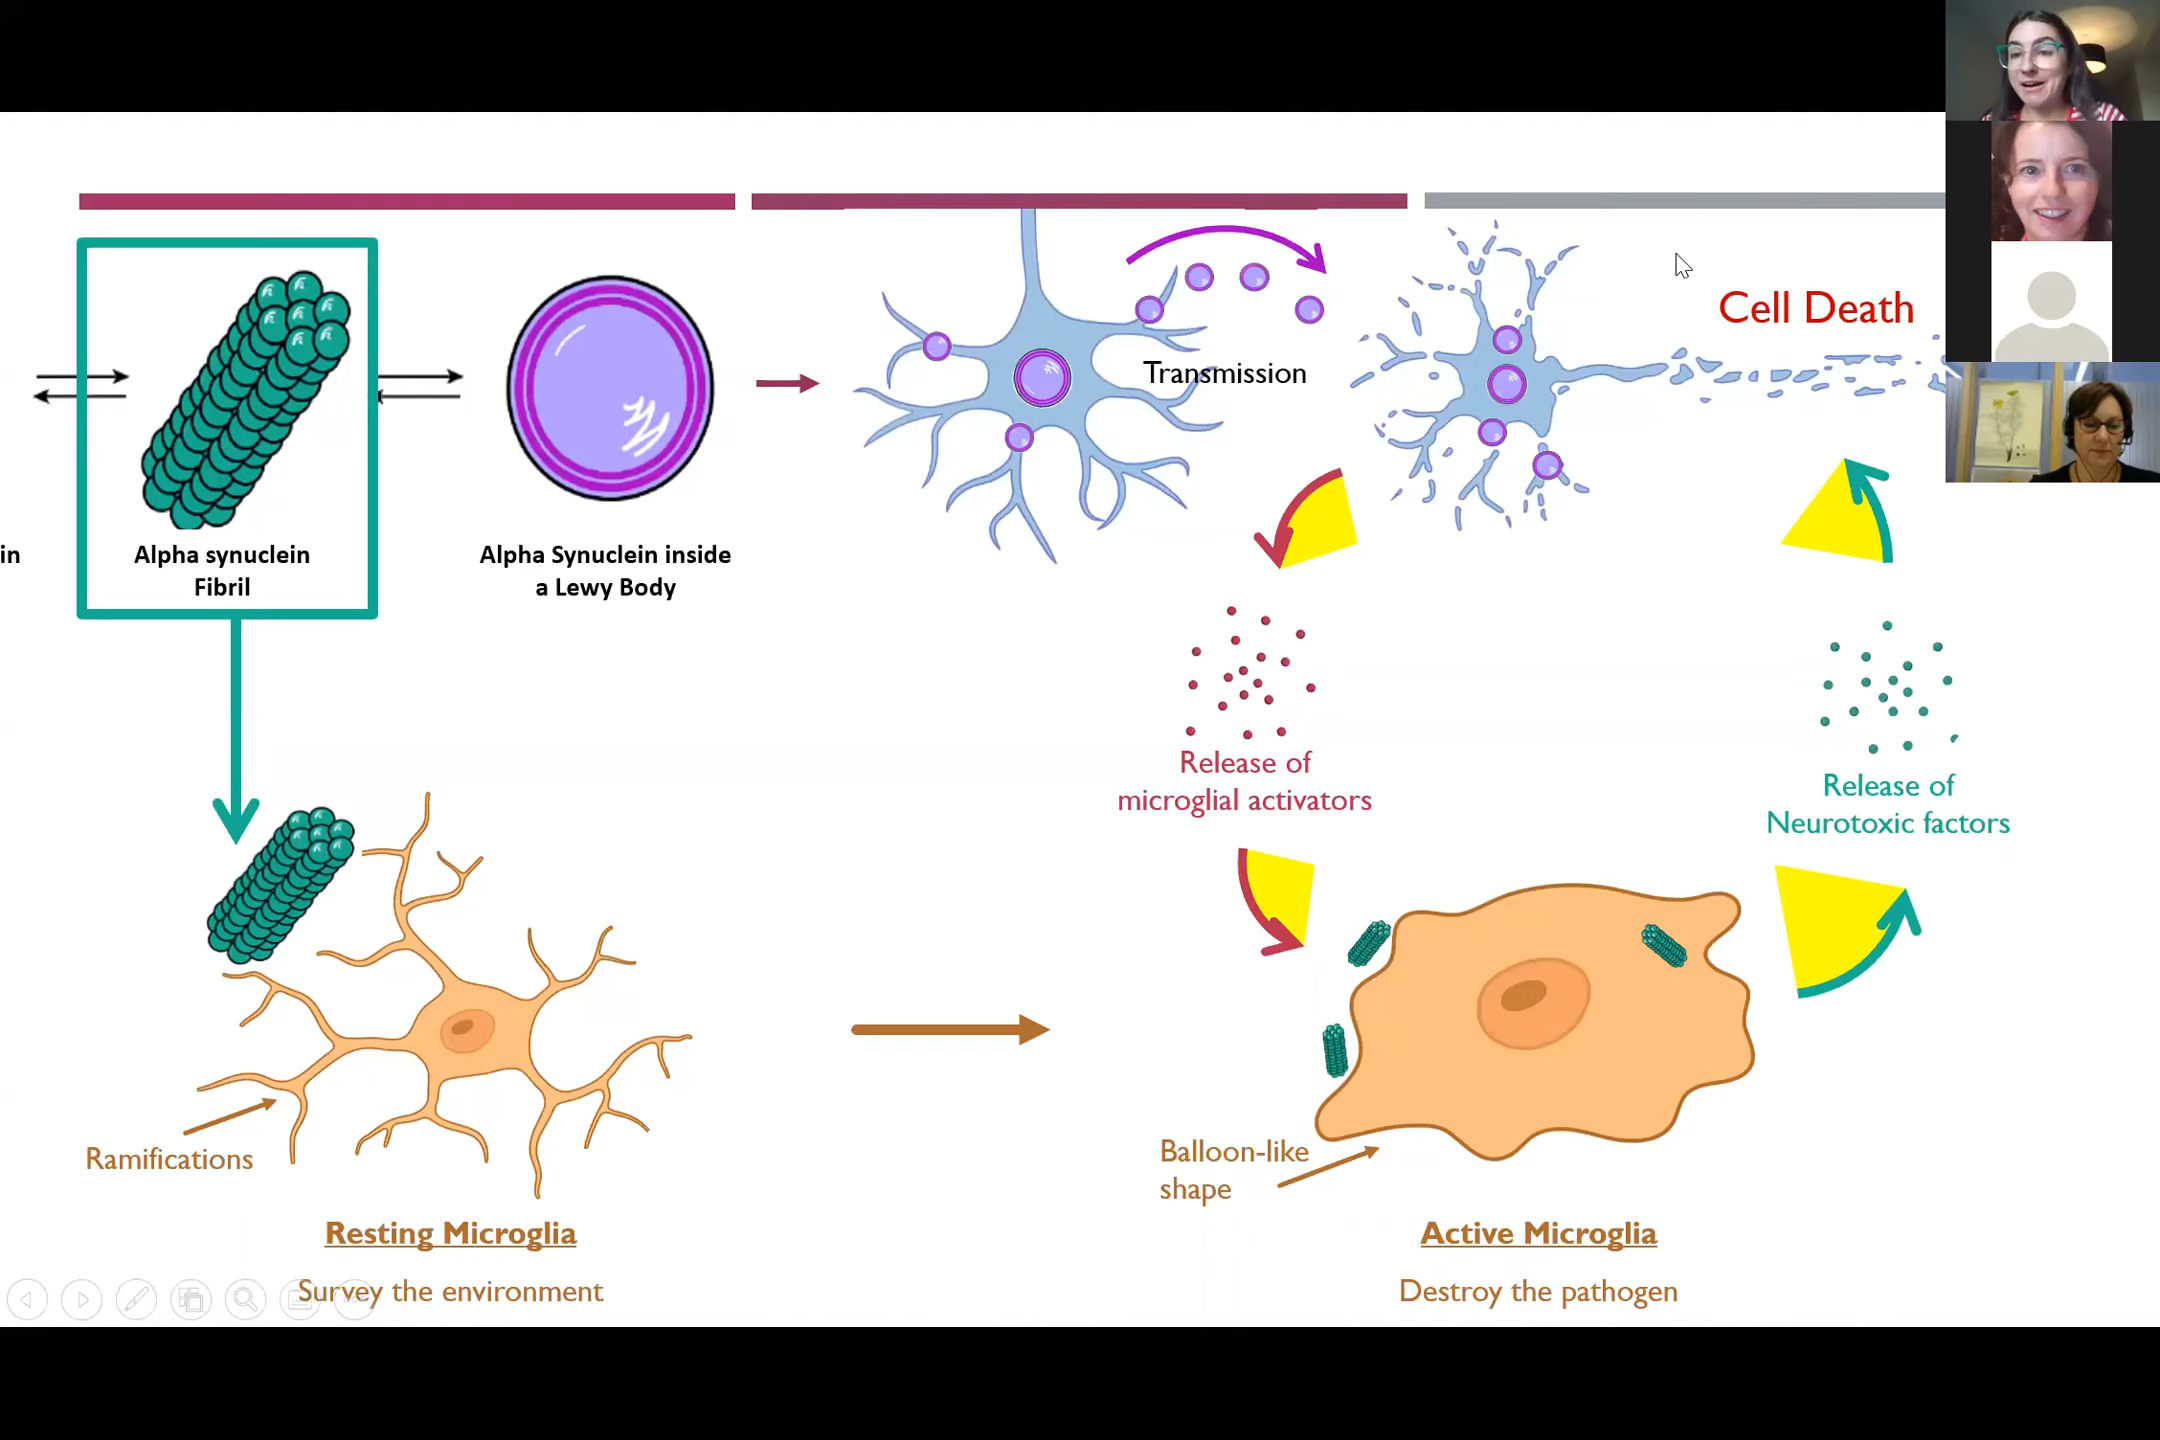 Cell Death
Transmission
in
Alpha synuclein
Fibril
Alpha Synuclein inside
a Lewy Body
Release of
microglial activators
Release of
Neurotoxic factors
Ramifications
Balloon-like
shape
Resting Microglia
Active Microglia
Survey the environment
Destroy the pathogen